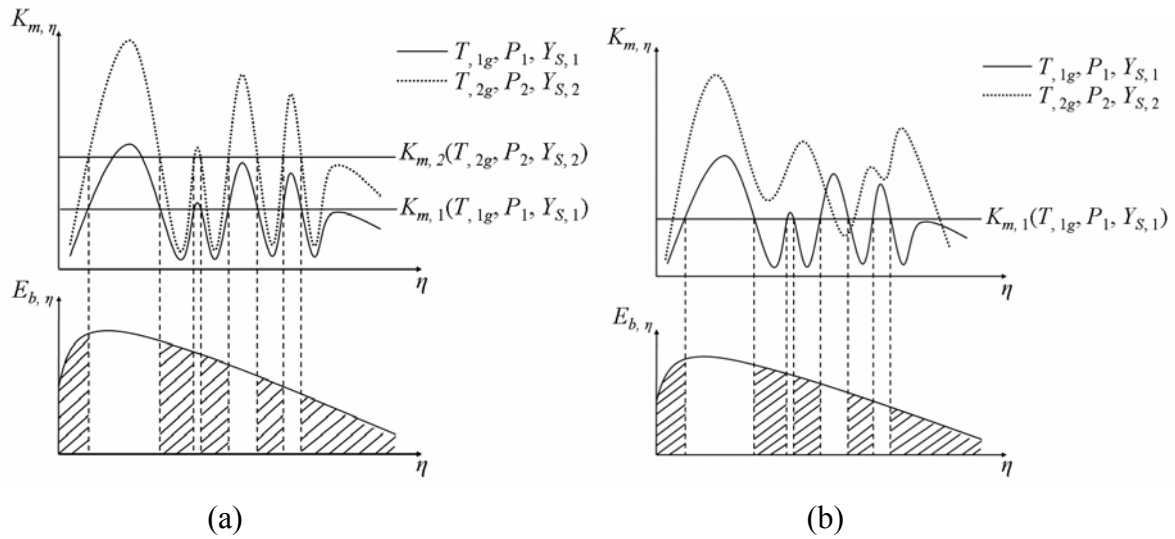 K_{m, η}
T_{, 1g}, P_1, Y_{S, 1}
T_{, 2g}, P_2, Y_{S, 2}
K_{m, 2}(T_{, 2g}, P_2, Y_{S, 2})
K_{m, 1}(T_{, 1g}, P_1, Y_{S, 1})
η
E_{b, η}
η
(a)
K_{m, η}
T_{, 1g}, P_1, Y_{S, 1}
T_{, 2g}, P_2, Y_{S, 2}
K_{m, 1}(T_{, 1g}, P_1, Y_{S, 1})
η
E_{b, η}
η
(b)